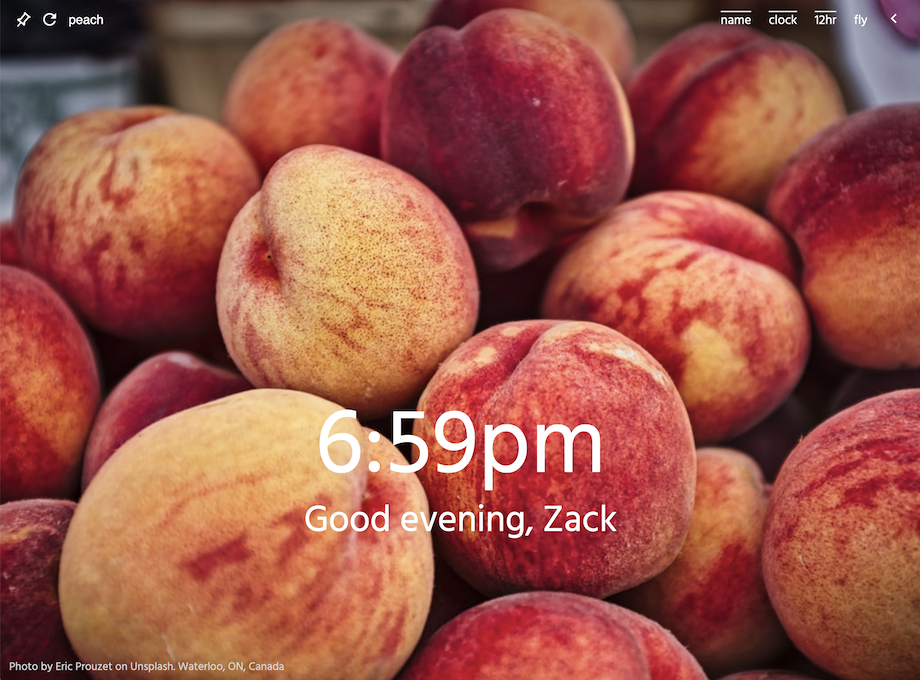 peach
name clock 12hr fly
6:59pm
Good evening, Zack
Photo by Eric Prouzet on Unsplash. Waterloo, ON, Canada